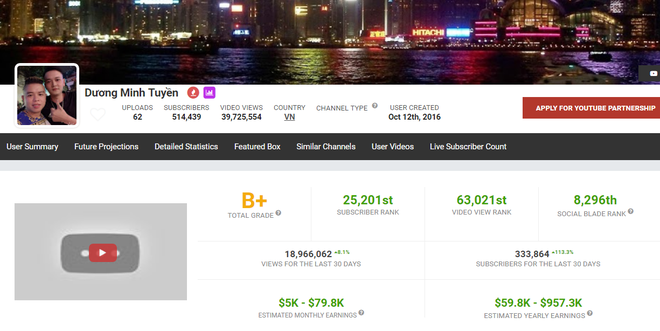 HITACHI
Dương Minh Tuyền
UPLOADS
62
SUBSCRIBERS
514,439
VIDEO VIEWS
39,725,554
COUNTRY
VN
CHANNEL TYPE ?
USER CREATED
Oct 12th, 2016
APPLY FOR YOUTUBE PARTNERSHIP
User Summary Future Projections Detailed Statistics Featured Box Similar Channels User Videos Live Subscriber Count
B+
TOTAL GRADE ?
25,201st
SUBSCRIBER RANK
63,021st
VIDEO VIEW RANK
8,296th
SOCIAL BLADE RANK ?
18,966,062 +8.1%
VIEWS FOR THE LAST 30 DAYS
333,864 +113.3%
SUBSCRIBERS FOR THE LAST 30 DAYS
$5K - $79.8K
ESTIMATED MONTHLY EARNINGS ?
$59.8K - $957.3K
ESTIMATED YEARLY EARNINGS ?